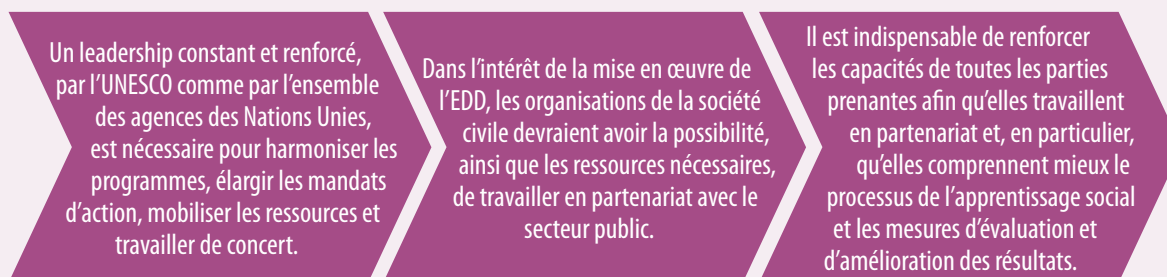 Un leadership constant et renforcé,
par l'UNESCO comme par l'ensemble
des agences des Nations Unies,
est nécessaire pour harmoniser les
programmes, élargir les mandats
d'action, mobiliser les ressources et
travailler de concert.
Dans l'intérêt de la mise en œuvre de
l'EDD, les organisations de la société
civile devraient avoir la possibilité,
ainsi que les ressources nécessaires,
de travailler en partenariat avec le
secteur public.
Il est indispensable de renforcer
les capacités de toutes les parties
prenantes afin qu'elles travaillent
en partenariat et, en particulier,
qu'elles comprennent mieux le
processus de l'apprentissage social
et les mesures d'évaluation et
d'amélioration des résultats.